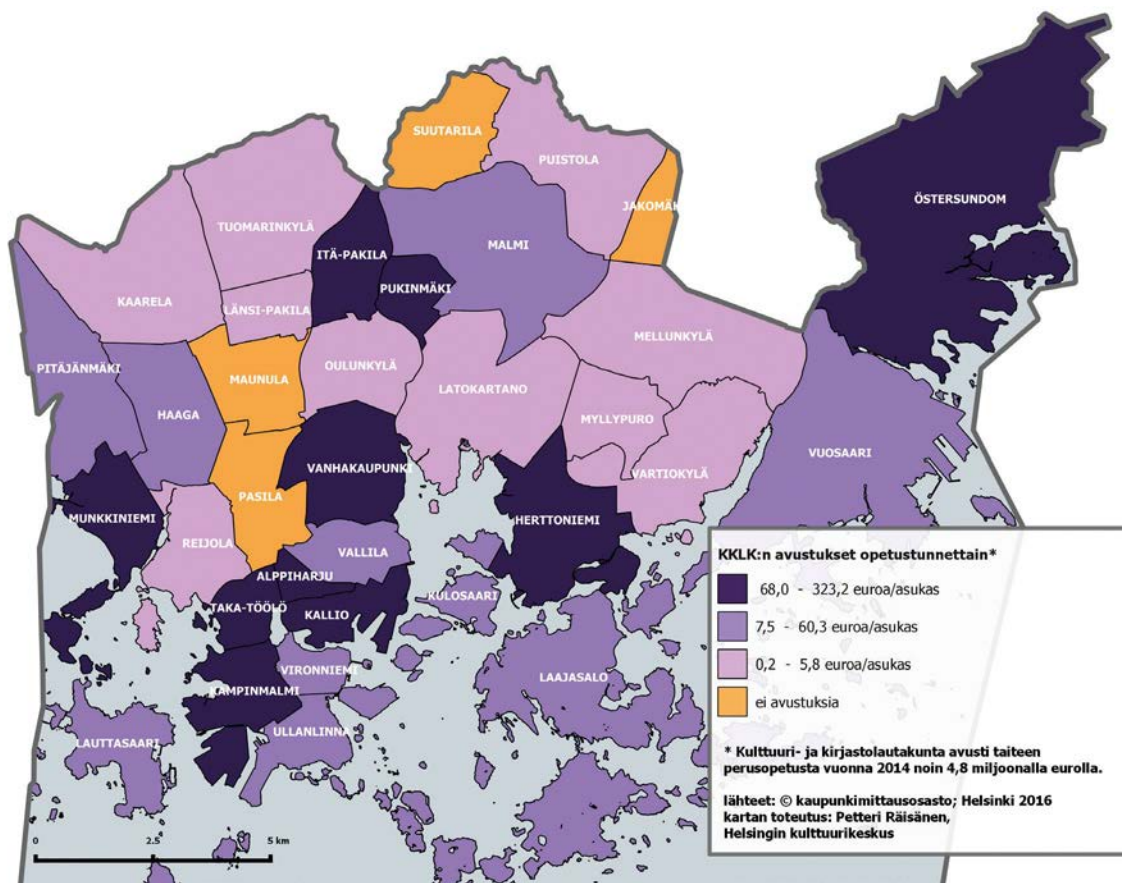 SUUTARILA
PUISTOLA
JAKOMÄK
ÖSTERSUNDOM
TUOMARINKYLÄ
ITÄ-PAKILA
MALMI
PUKINMÄKI
KAARELA
LÄNSI-PAKILA
MELLUNKYLÄ
PITÄJÄNMÄKI
MAUNULA
OULUNKYLÄ
LATOKARTANO
HAAGA
MYLLYPURO
VUOSAARI
VANHAKAUPUNKI
VARTIOKYLÄ
PASILA
MUNKKINIEMI
HERTTONIEMI
REIJOLA
VALLILA
ALPPIHARJU
KULOSAARI
TAKA-TÖÖLÖ
KALLIO
VIRONNIEMI
LAAJASALO
KAMPINMALMI
ULLANLINNA
LAUTTASAARI
KKLK:n avustukset opetustunnettain*
68,0 - 323,2 euroa/asukas
7,5 - 60,3 euroa/asukas
0,2 - 5,8 euroa/asukas
ei avustuksia
* Kulttuuri- ja kirjastolautakunta avusti taiteen
perusopetusta vuonna 2014 noin 4,8 miljoonalla eurolla.
lähteet: © kaupunkimittausosasto; Helsinki 2016
kartan toteutus: Petteri Räisänen,
Helsingin kulttuurikeskus
0 2.5 5 km